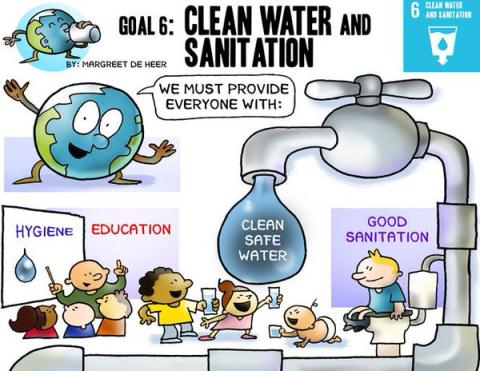 GOAL 6: CLEAN WATER AND
SANITATION
BY: MARGREET DE HEER
6 CLEAN WATER
AND SANITATION
WE MUST PROVIDE
EVERYONE WITH:
HYGIENE EDUCATION
CLEAN
SAFE
WATER
GOOD
SANITATION